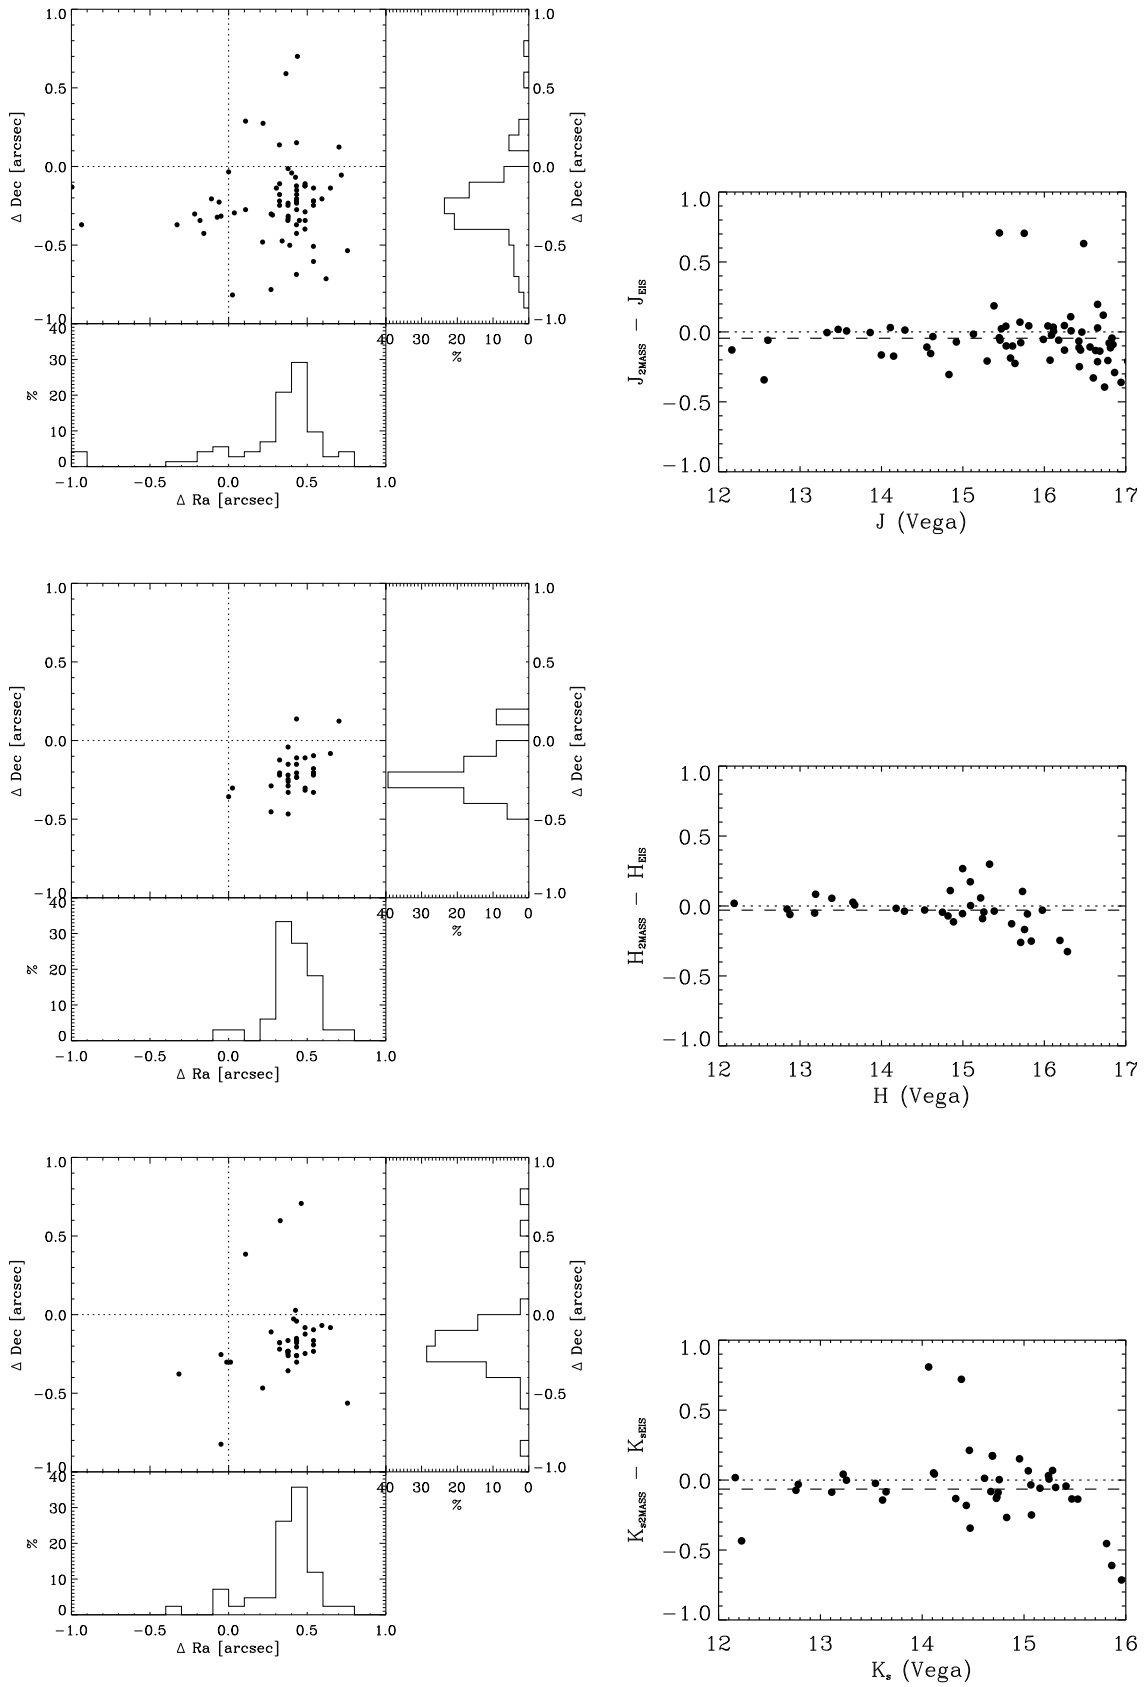 1.0
0.5
0.0
−0.5
−1.0
Δ Dec [arcsec]
1.0
0.5
0.0
−0.5
−1.0
Δ Dec [arcsec]
40 30 20 10 0
%
40
30
20
10
0
%
−1.0 −0.5 0.0 0.5 1.0
Δ Ra [arcsec]
1.0
0.5
0.0
−0.5
−1.0
J2MASS − JEIS
12 13 14 15 16 17
J (Vega)
1.0
0.5
0.0
−0.5
−1.0
Δ Dec [arcsec]
1.0
0.5
0.0
−0.5
−1.0
Δ Dec [arcsec]
40 30 20 10 0
%
40
30
20
10
0
%
−1.0 −0.5 0.0 0.5 1.0
Δ Ra [arcsec]
1.0
0.5
0.0
−0.5
−1.0
H2MASS − HEIS
12 13 14 15 16 17
H (Vega)
1.0
0.5
0.0
−0.5
−1.0
Δ Dec [arcsec]
1.0
0.5
0.0
−0.5
−1.0
Δ Dec [arcsec]
40 30 20 10 0
%
40
30
20
10
0
%
−1.0 −0.5 0.0 0.5 1.0
Δ Ra [arcsec]
1.0
0.5
0.0
−0.5
−1.0
Ks2MASS − KsEIS
12 13 14 15 16
Ks (Vega)